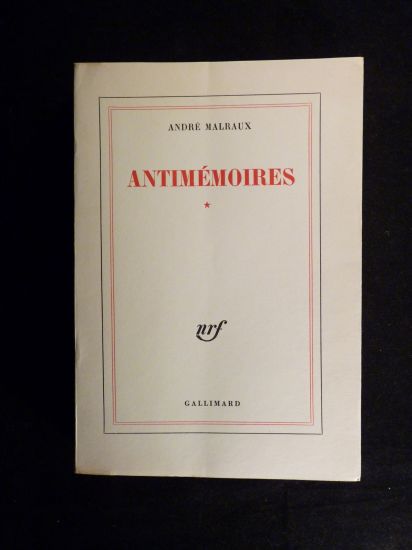 ANDRÉ MALRAUX
ANTIMÉMOIRES
*
nrf
GALLIMARD